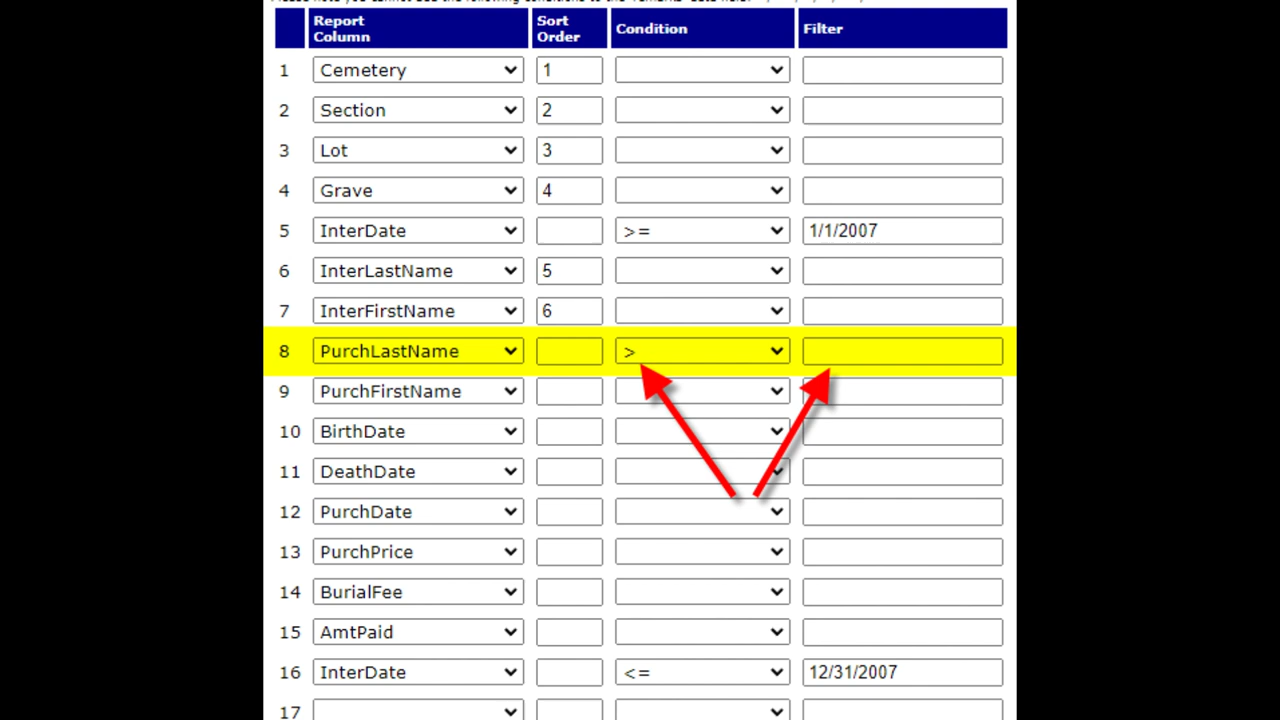 Report Column Sort Order Condition Filter
1 Cemetery 1
2 Section 2
3 Lot 3
4 Grave 4
5 InterDate >= 1/1/2007
6 InterLastName 5
7 InterFirstName 6
8 PurchLastName >
9 PurchFirstName
10 BirthDate
11 DeathDate
12 PurchDate
13 PurchPrice
14 BurialFee
15 AmtPaid
16 InterDate <= 12/31/2007
17